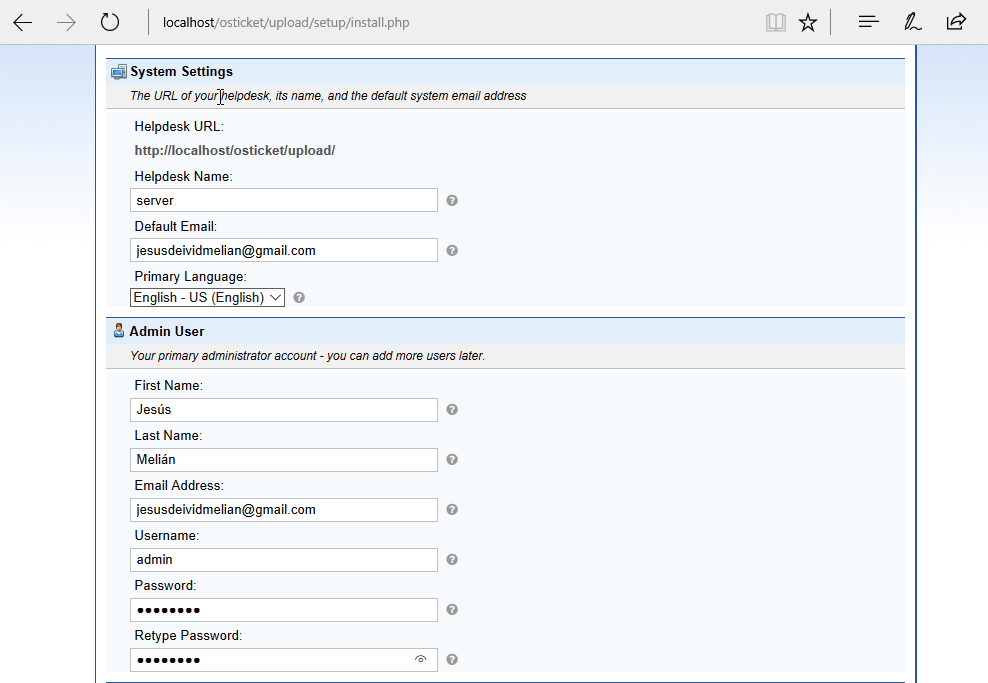 localhost/osticket/upload/setup/install.php
System Settings
The URL of your helpdesk, its name, and the default system email address
Helpdesk URL:
http://localhost/osticket/upload/
Helpdesk Name:
server
Default Email:
jesusdeividmelian@gmail.com
Primary Language:
English - US (English)
Admin User
Your primary administrator account - you can add more users later.
First Name:
Jesús
Last Name:
Melián
Email Address:
jesusdeividmelian@gmail.com
Username:
admin
Password:
••••••••
Retype Password:
••••••••